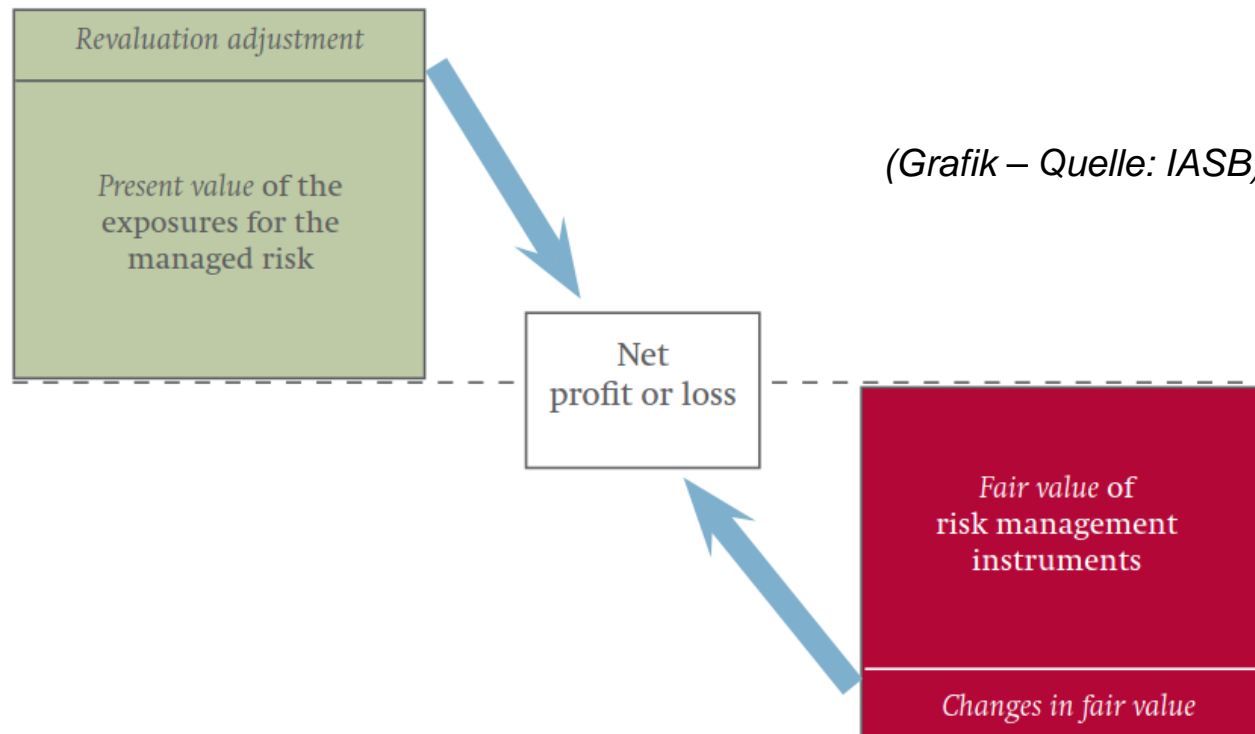 Revaluation adjustment
Present value of the
exposures for the
managed risk
(Grafik – Quelle: IASB)
Net
profit or loss
Fair value of
risk management
instruments
Changes in fair value